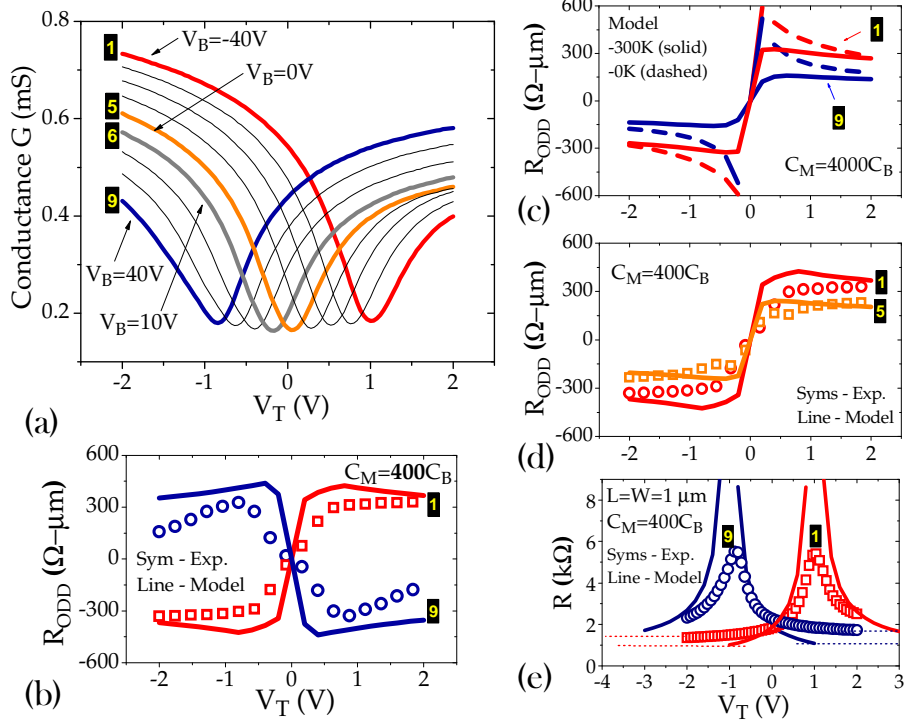 0.8
0.6
0.4
0.2
Conductance G (mS)
1
5
6
9
V_B=-40V
V_B=0V
V_B=40V
V_B=10V
-2 -1 0 1 2
V_T (V)
(a)
600
300
0
-300
-600
R_ODD (Ω−μm)
C_M=400C_B
1
Sym - Exp.
Line - Model
9
-2 -1 0 1 2
V_T (V)
(b)
600
300
0
-300
-600
R_ODD (Ω−μm)
Model
-300K (solid)
-0K (dashed)
1
9
C_M=4000C_B
-2 -1 0 1 2
(c)
600
300
0
-300
-600
R_ODD (Ω−μm)
C_M=400C_B
1
5
Syms - Exp.
Line - Model
-2 -1 0 1 2
(d)
8
6
4
2
0
R (kΩ)
L=W=1 μm
C_M=400C_B
Syms - Exp.
Line - Model
9
1
-4 -3 -2 -1 0 1 2 3
V_T (V)
(e)